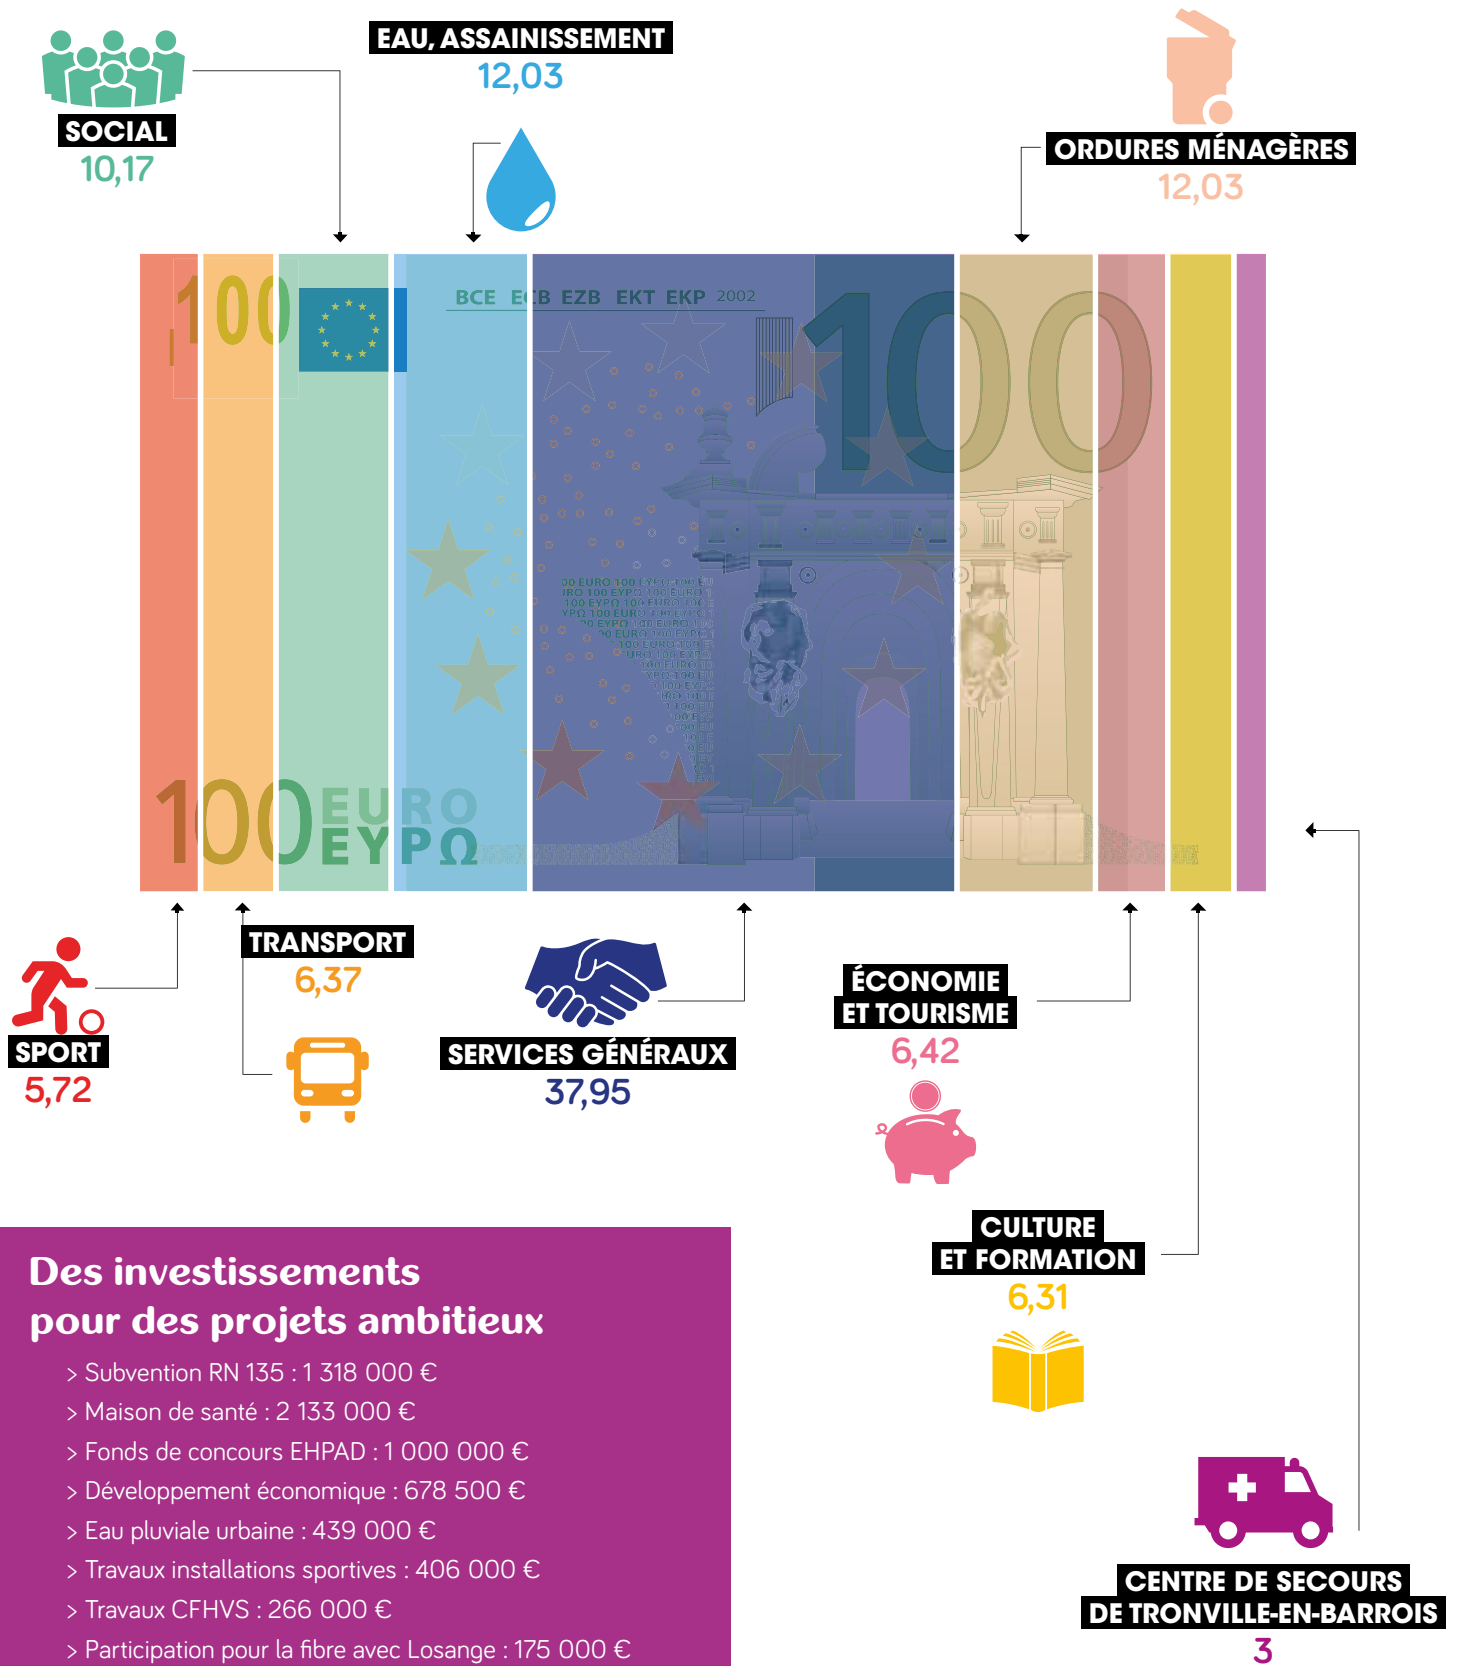 EAU, ASSAINISSEMENT
12,03
SOCIAL
10,17
ORDURES MÉNAGÈRES
12,03
100
BCE ECB EZB EKT EKP 2002
100
100 EURO
ΕΥΡΩ
SPORT
5,72
TRANSPORT
6,37
SERVICES GÉNÉRAUX
37,95
ÉCONOMIE
ET TOURISME
6,42
CULTURE
ET FORMATION
6,31
CENTRE DE SECOURS
DE TRONVILLE-EN-BARROIS
3
Des investissements
pour des projets ambitieux
> Subvention RN 135 : 1 318 000 €
> Maison de santé : 2 133 000 €
> Fonds de concours EHPAD : 1 000 000 €
> Développement économique : 678 500 €
> Eau pluviale urbaine : 439 000 €
> Travaux installations sportives : 406 000 €
> Travaux CFHVS : 266 000 €
> Participation pour la fibre avec Losange : 175 000 €